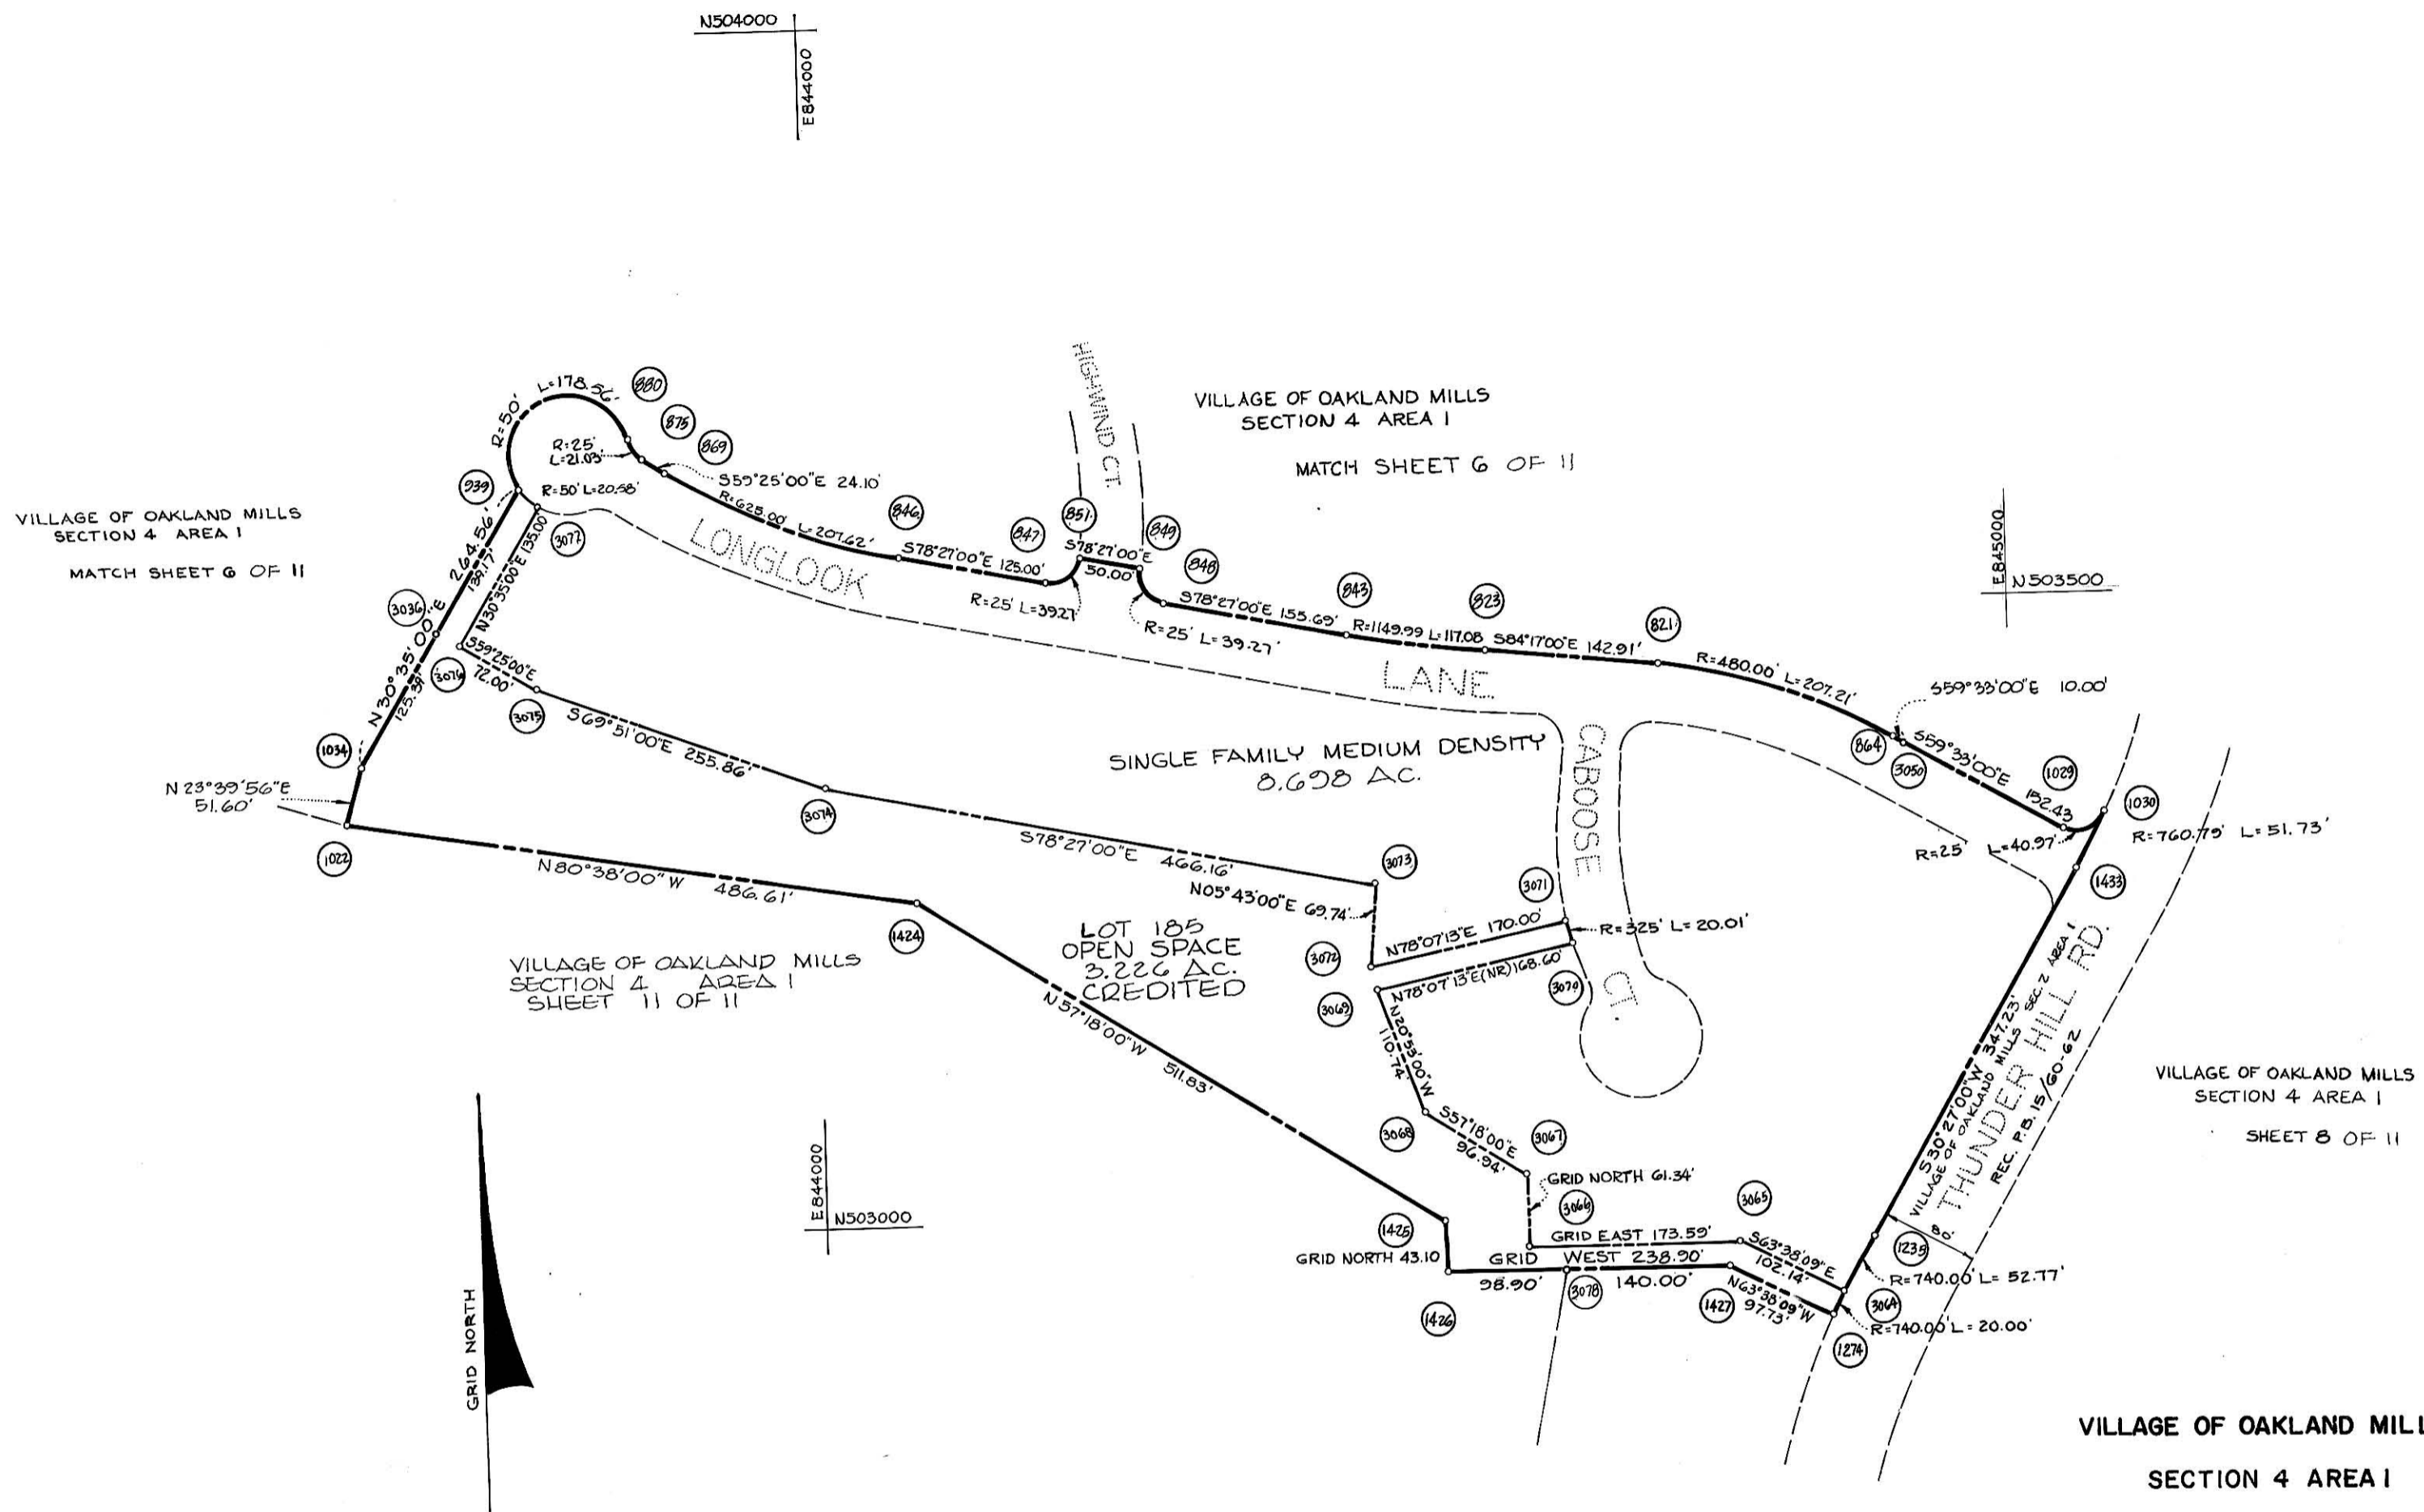 N504000
E844000
L=178.56'
R=50'
880
875
869
R=25'
L=21.03'
S59°25'00"E 24.10'
939
R=50' L=20.58'
3077
VILLAGE OF OAKLAND MILLS
SECTION 4 AREA 1
MATCH SHEET 6 OF 11
N 30°35'00"E
264.56'
139.17'
125.39'
N30°35'00"E 135.00'
3036
S59°25'00"E
72.00'
3076
3075
R=625.00' L=207.62'
846
LONGLOOK
S78°27'00"E 125.00'
847
851
HIGHWIND CT.
849
S78°27'00"E
50.00'
848
R=25' L=39.27'
R=25' L=39.27'
VILLAGE OF OAKLAND MILLS
SECTION 4 AREA 1
MATCH SHEET 6 OF 11
S78°27'00"E 155.69'
843
R=1149.99 L=117.08
823
S84°17'00"E 142.91'
821
R=480.00' L=207.21'
E845000
N503500
S59°33'00"E 10.00'
864
3050
S59°33'00"E
152.43
1029
1030
R=760.79' L=51.73'
R=25' L=40.97'
1433
LANE
SINGLE FAMILY MEDIUM DENSITY
8.698 AC.
CABOOSE
CT.
1034
N 23°39'56"E
51.60'
1022
S69°51'00"E 255.86'
3074
S78°27'00"E 466.16'
3073
N80°38'00"W 486.61'
1424
N05°43'00"E 69.74'
3071
N78°07'13"E 170.00'
R=325' L=20.01'
3072
N78°07'13"E(NR)168.60'
3070
3069
LOT 185
OPEN SPACE
3.226 AC.
CREDITED
VILLAGE OF OAKLAND MILLS
SECTION 4 AREA 1
SHEET 11 OF 11
N57°18'00"W 511.83'
N20°53'00"W
110.74'
3068
S57°18'00"E
96.94'
3067
GRID NORTH 61.34'
3066
3065
S30°27'00"W 347.23'
VILLAGE OF OAKLAND MILLS SEC. 2 AREA 1
THUNDER HILL RD.
REC. P.B. 15/60-62
80'
VILLAGE OF OAKLAND MILLS
SECTION 4 AREA 1
SHEET 8 OF 11
E844000
N503000
1425
GRID NORTH 43.10
GRID EAST 173.59'
S63°38'09"E
102.14'
GRID WEST 238.90'
98.90'
140.00'
1426
3078
1427
N63°38'09"W
97.73'
1235
R=740.00' L=52.77'
3064
R=740.00' L=20.00'
1274
GRID NORTH
VILLAGE OF OAKLAND MILL
SECTION 4 AREA 1